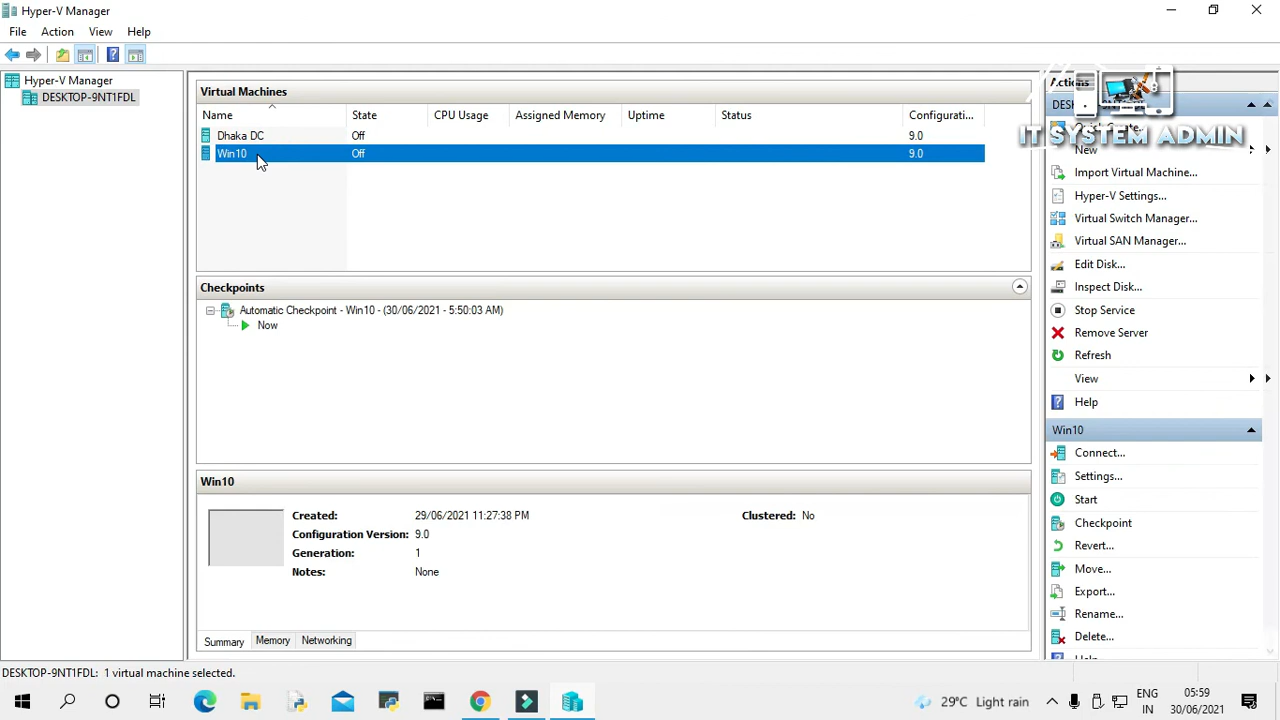 Hyper-V Manager
File Action View Help
Hyper-V Manager
DESKTOP-9NT1FDL
Virtual Machines
Name State CPU Usage Assigned Memory Uptime Status Configurati...
Dhaka DC Off 9.0
Win10 Off 9.0
Checkpoints
Automatic Checkpoint - Win10 - (30/06/2021 - 5:50:03 AM)
Now
Win10
Created: 29/06/2021 11:27:38 PM Clustered: No
Configuration Version: 9.0
Generation: 1
Notes: None
Summary Memory Networking
Actions
IT SYSTEM ADMIN
New
Import Virtual Machine...
Hyper-V Settings...
Virtual Switch Manager...
Virtual SAN Manager...
Edit Disk...
Inspect Disk...
Stop Service
Remove Server
Refresh
View
Help
Win10
Connect...
Settings...
Start
Checkpoint
Revert...
Move...
Export...
Rename...
Delete...
Help
DESKTOP-9NT1FDL: 1 virtual machine selected.
29°C Light rain
ENG
IN
05:59
30/06/2021